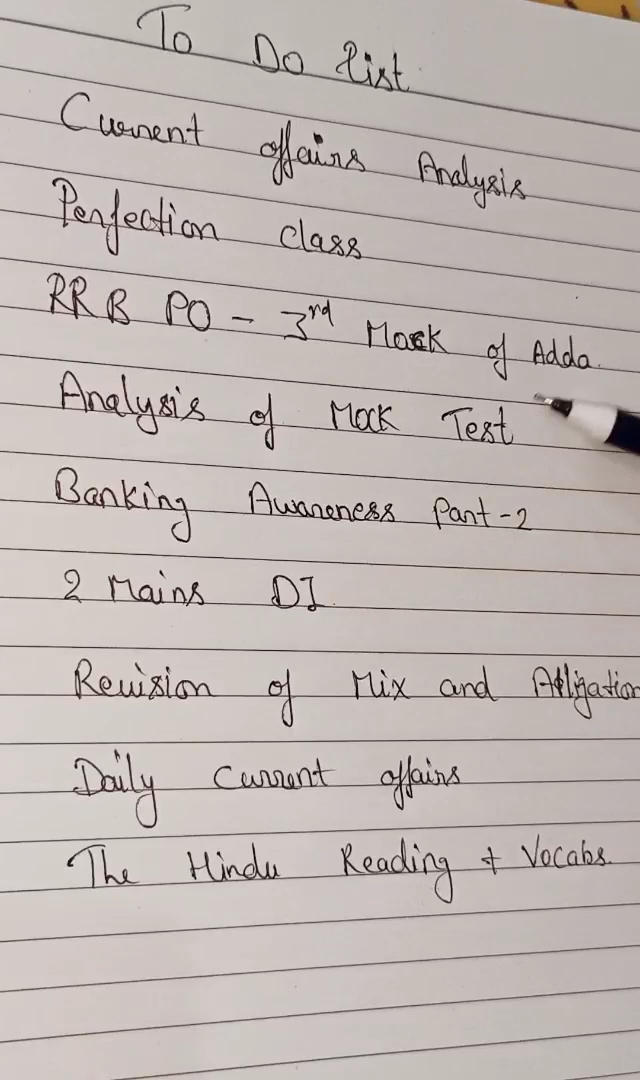 To Do list
Current affairs Analysis
Perfection class
RRB PO - 3rd Mock of Adda.
Analysis of Mock Test
Banking Awareness Part-2
2 Mains DI
Revision of Mix and Alligation
Daily Current affairs
The Hindu Reading + Vocabs.